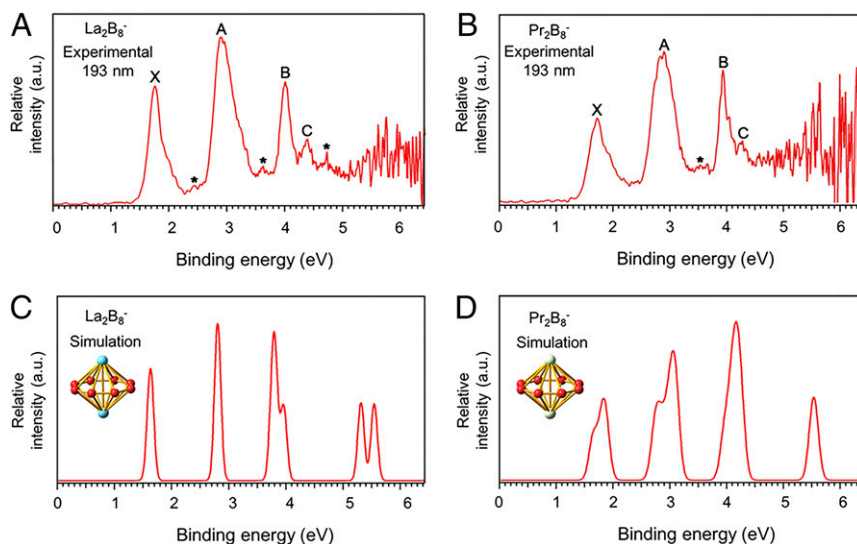 A
La₂B₈⁻
Experimental
193 nm
X
A
B
C
*
*
*
Relative
intensity (a.u.)
0 1 2 3 4 5 6
Binding energy (eV)
B
Pr₂B₈⁻
Experimental
193 nm
X
A
B
C
*
Relative
intensity (a.u.)
0 1 2 3 4 5 6
Binding energy (eV)
C
La₂B₈⁻
Simulation
Relative
intensity (a.u.)
0 1 2 3 4 5 6
Binding energy (eV)
D
Pr₂B₈⁻
Simulation
Relative
intensity (a.u.)
0 1 2 3 4 5 6
Binding energy (eV)